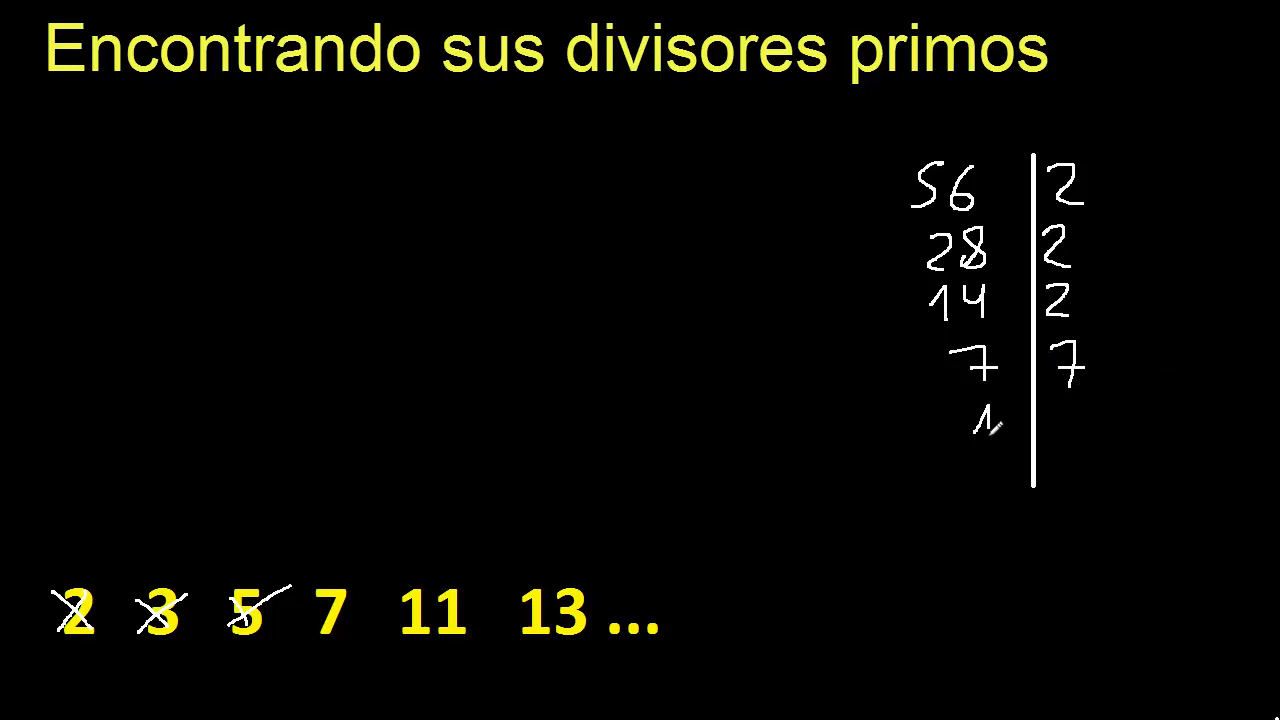 Encontrando sus divisores primos
56 2
28 2
14 2
7 7
1
2 3 5 7 11 13 ...